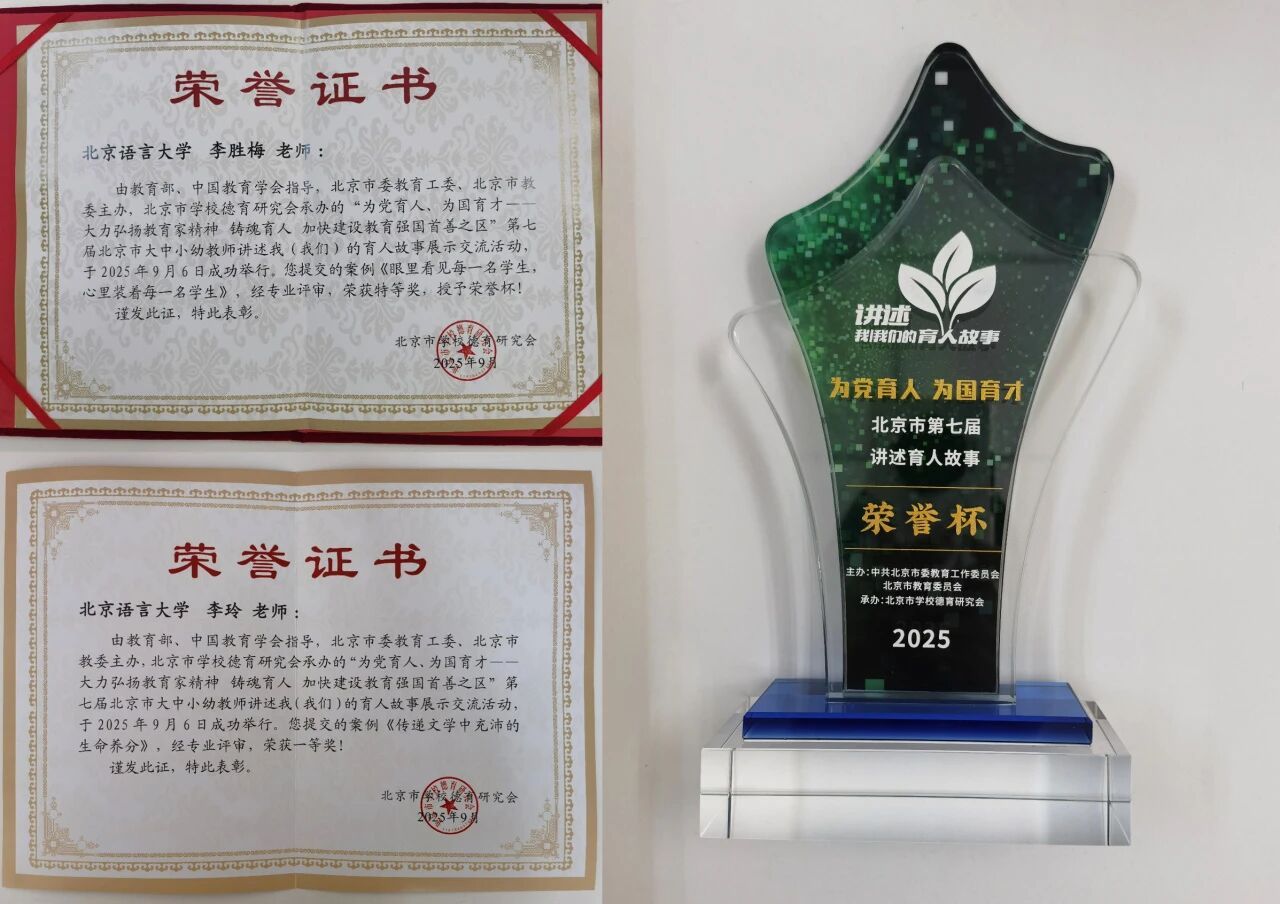 荣誉证书
北京语言大学 李胜梅 老师：
由教育部、中国教育学会指导，北京市委教育工委、北京市教
委主办，北京市学校德育研究会承办的“为党育人、为国育才——
大力弘扬教育家精神 铸魂育人 加快建设教育强国首善之区”第七
届北京市大中小幼教师讲述我（我们）的育人故事展示交流活动，
于2025年9月6日成功举行。您提交的案例《眼里看见每一名学生，
心里装着每一名学生》，经专业评审，荣获特等奖，授予荣誉杯！
谨发此证，特此表彰。
北京市学校德育研究会
2025年9月
荣誉证书
北京语言大学 李玲 老师：
由教育部、中国教育学会指导，北京市委教育工委、北京市
教委主办，北京市学校德育研究会承办的“为党育人、为国育才——
大力弘扬教育家精神 铸魂育人 加快建设教育强国首善之区”第
七届北京市大中小幼教师讲述我（我们）的育人故事展示交流活动，
于2025年9月6日成功举行。您提交的案例《传递文学中充沛的
生命养分》，经专业评审，荣获一等奖！
谨发此证，特此表彰。
北京市学校德育研究会
2025年9月
讲述
我我们的育人故事
为党育人 为国育才
北京市第七届
讲述育人故事
荣誉杯
主办：中共北京市委教育工作委员会
北京市教育委员会
承办：北京市学校德育研究会
2025